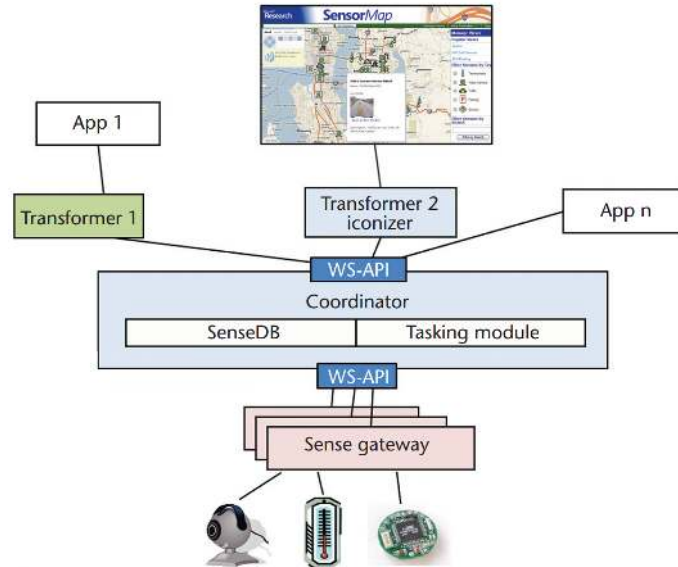 Research SensorMap
App 1
Transformer 1
Transformer 2
iconizer
App n
WS-API
Coordinator
SenseDB Tasking module
WS-API
Sense gateway